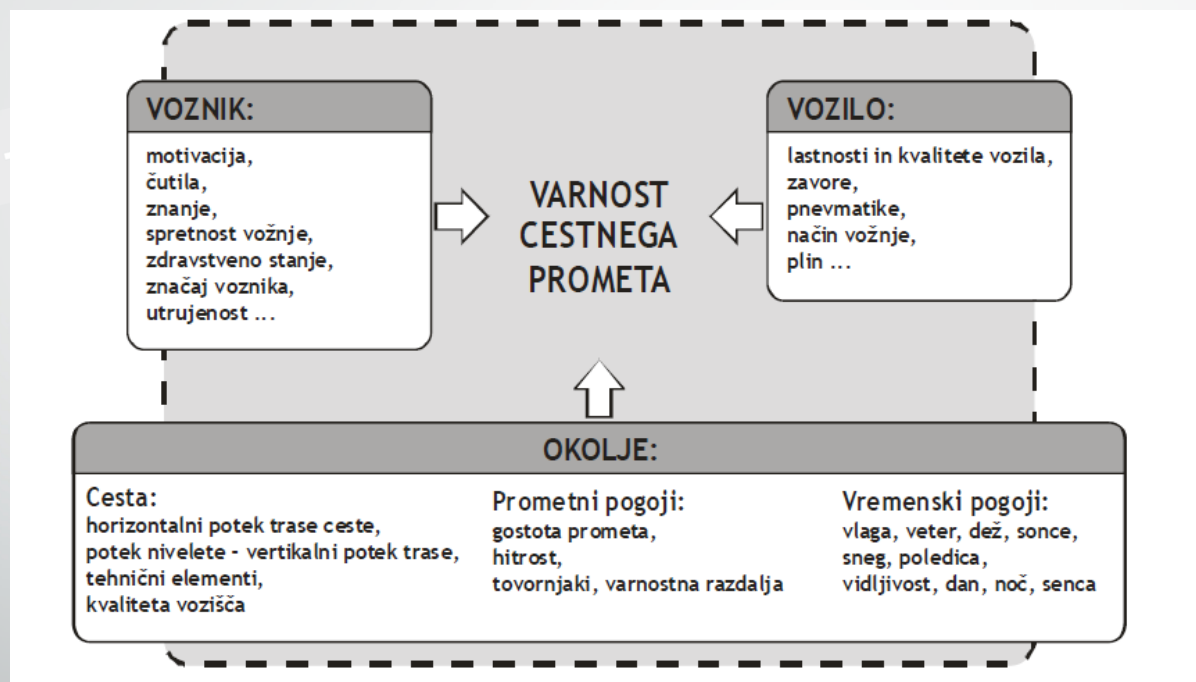 VOZNIK:
motivacija,
čutila,
znanje,
spretnost vožnje,
zdravstveno stanje,
značaj voznika,
utrujenost ...
VARNOST
CESTNEGA
PROMETA
VOZILO:
lastnosti in kvalitete vozila,
zavore,
pnevmatike,
način vožnje,
plin ...
OKOLJE:
Cesta:
horizontalni potek trase ceste,
potek nivelete - vertikalni potek trase,
tehnični elementi,
kvaliteta vozišča
Prometni pogoji:
gostota prometa,
hitrost,
tovornjaki, varnostna razdalja
Vremenski pogoji:
vlaga, veter, dež, sonce,
sneg, poledica,
vidljivost, dan, noč, senca